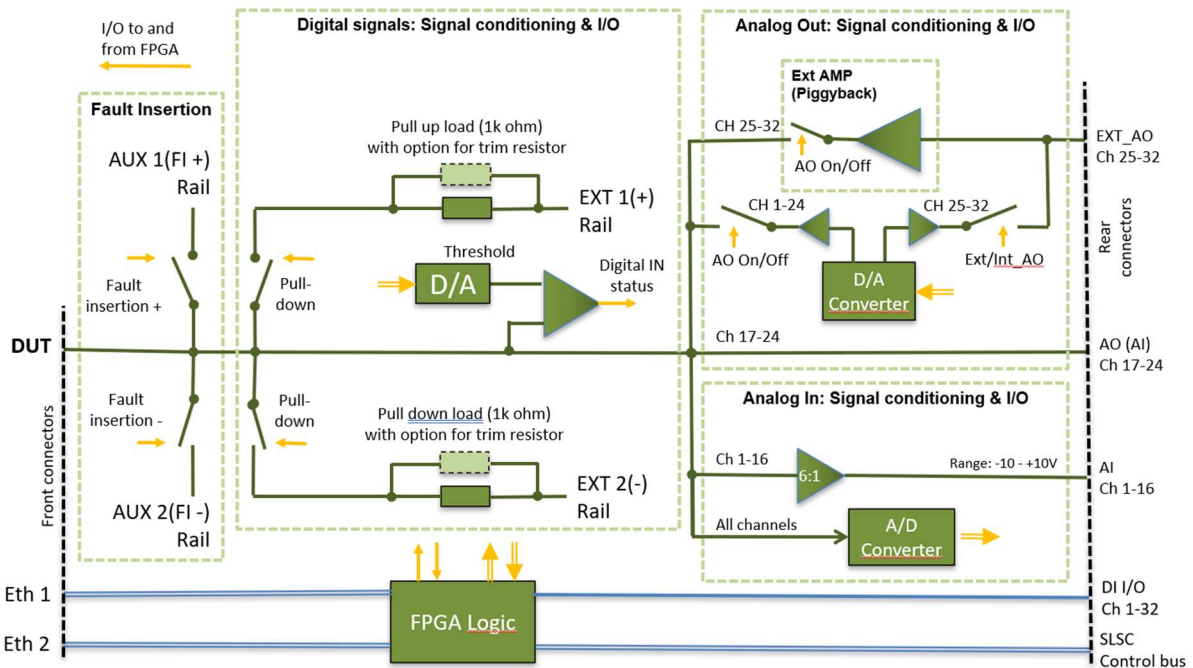 I/O to and
from FPGA
Digital signals: Signal conditioning & I/O
Analog Out: Signal conditioning & I/O
Fault Insertion
AUX 1(FI +)
Rail
Fault
insertion +
Pull up load (1k ohm)
with option for trim resistor
EXT 1(+)
Rail
Pull-
down
Threshold
D/A
Digital IN
status
Ext AMP
(Piggyback)
CH 25-32
AO On/Off
EXT_AO
Ch 25-32
CH 1-24
CH 25-32
AO On/Off
Ext/Int_AO
D/A
Converter
Rear
connectors
DUT
Ch 17-24
AO (AI)
Ch 17-24
Fault
insertion -
Pull-
down
Pull down load (1k ohm)
with option for trim resistor
EXT 2(-)
Rail
AUX 2(FI -)
Rail
Front connectors
Analog In: Signal conditioning & I/O
Ch 1-16
6:1
Range: -10 - +10V
AI
Ch 1-16
All channels
A/D
Converter
Eth 1
FPGA Logic
DI I/O
Ch 1-32
Eth 2
SLSC
Control bus